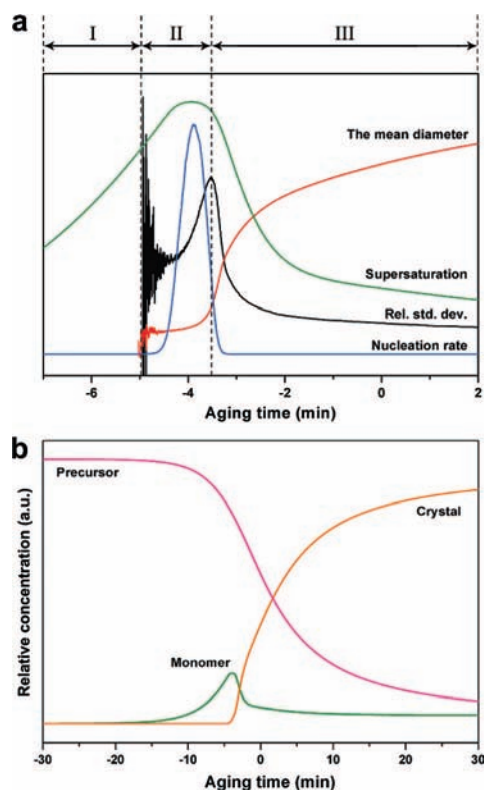 a
I II III
The mean diameter
Supersaturation
Rel. std. dev.
Nucleation rate
-6 -4 -2 0 2
Aging time (min)
b
Precursor
Crystal
Monomer
Relative concentration (a.u.)
-30 -20 -10 0 10 20 30
Aging time (min)